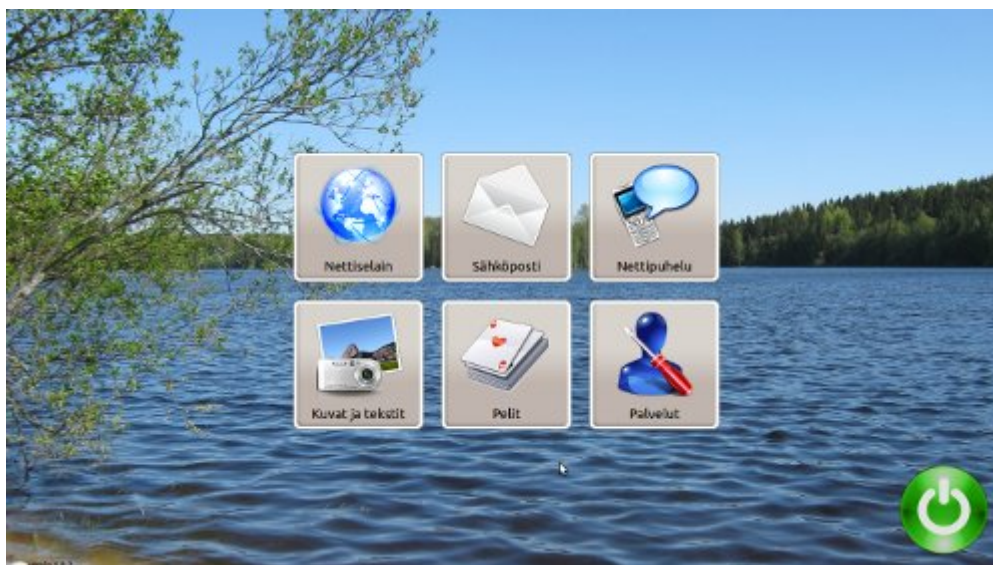 Nettiselain
Sähköposti
Nettipuhelu
Kuvat ja tekstit
Pelit
Palvelut